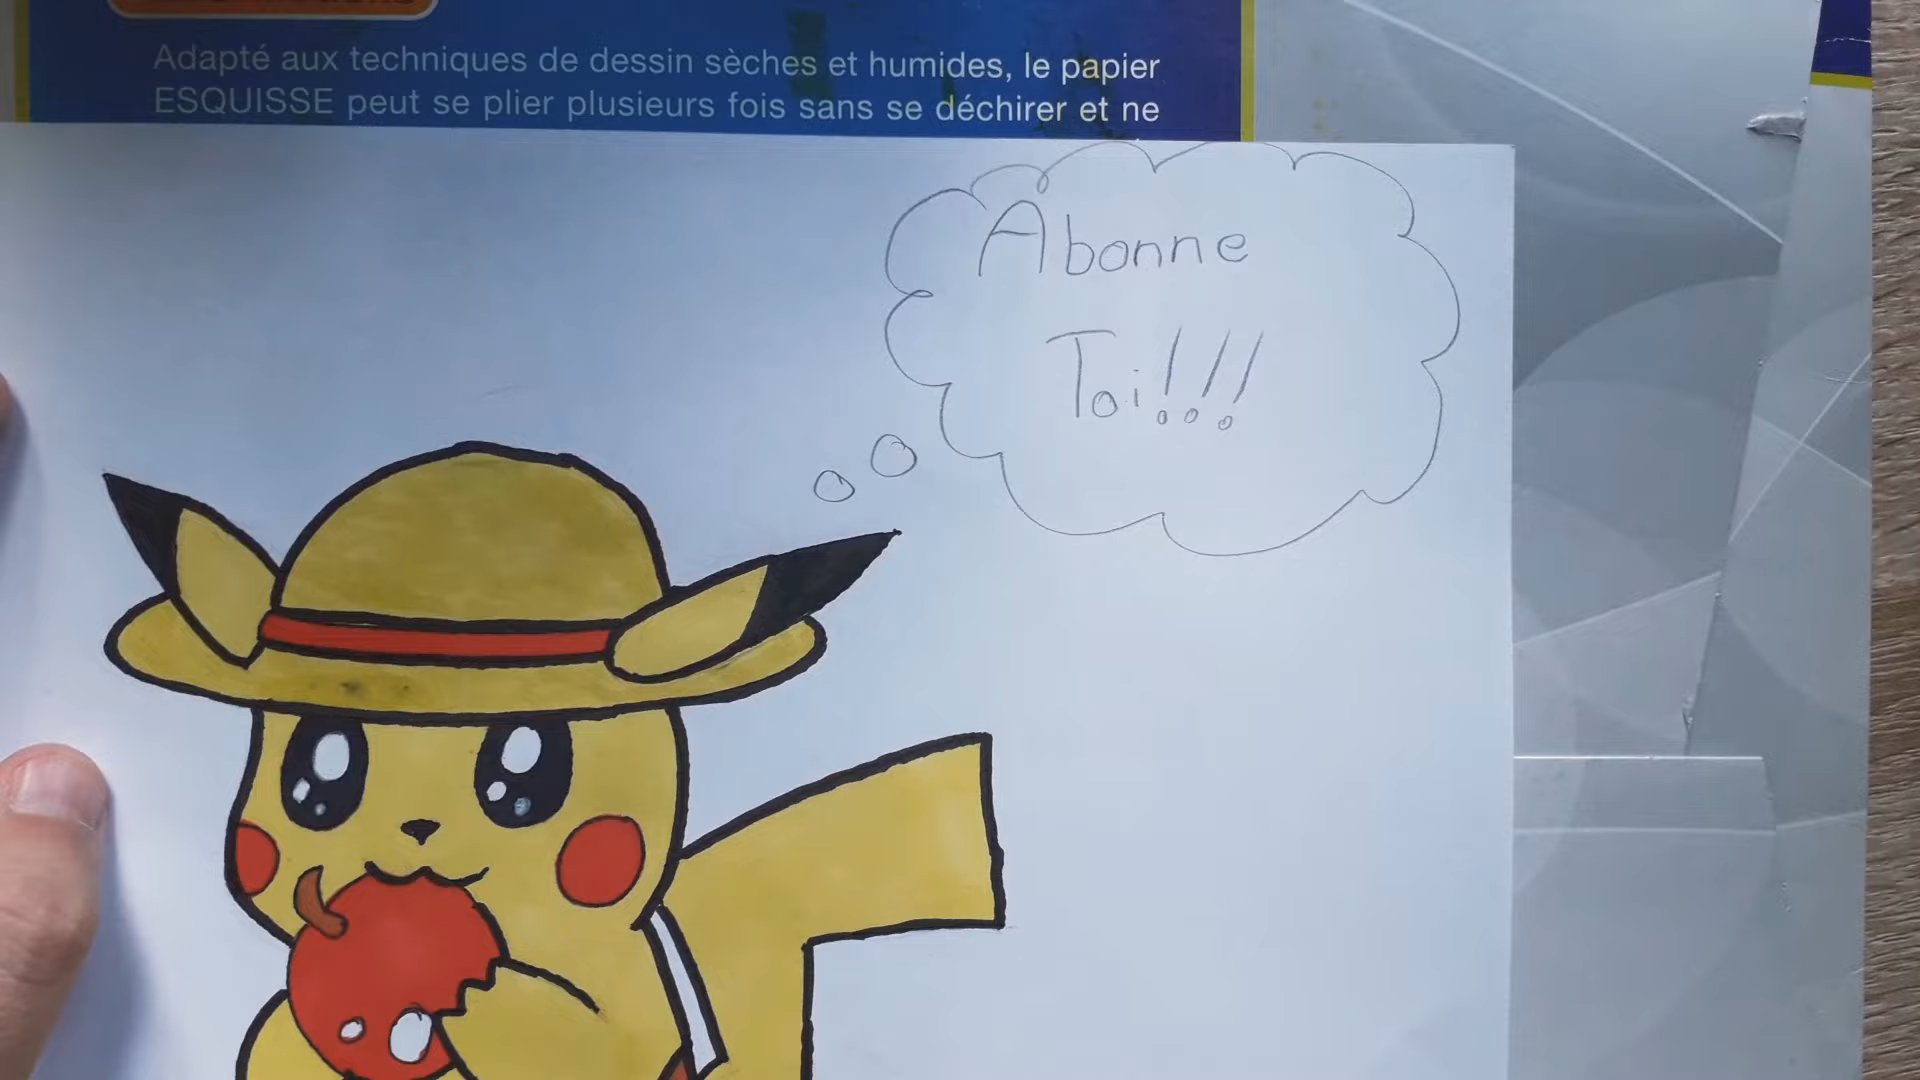 Adapté aux techniques de dessin sèches et humides, le papier
ESQUISSE peut se plier plusieurs fois sans se déchirer et ne
Abonne
Toi!!!